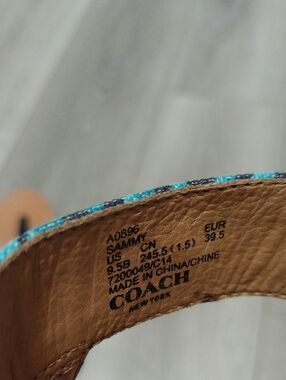 A0896
SAMMY
US CN EUR
9.5B 245.5 (1.5) 39.5
7200049/C14
MADE IN CHINA/CHINE
COACH
NEW YORK